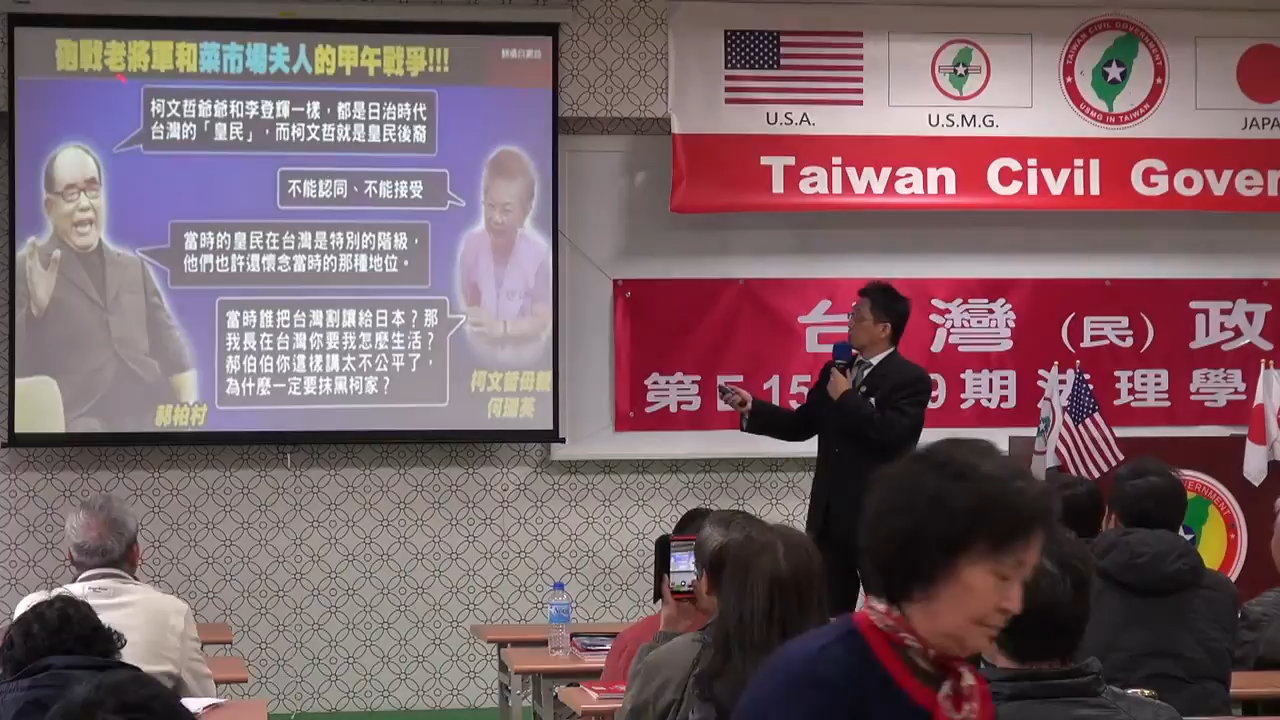 砲戰老將軍和菜市場夫人的甲午戰爭!!!
柯文哲爺爺和李登輝一樣，都是日治時代
台灣的「皇民」，而柯文哲就是皇民後裔
不能認同、不能接受
當時的皇民在台灣是特別的階級，
他們也許還懷念當時的那種地位。
當時誰把台灣割讓給日本？那
我長在台灣你要我怎麼生活？
郝伯伯你這樣講太不公平了，
為什麼一定要抹黑柯家？
郝柏村
柯文哲母親
何瑞英
U.S.A.
U.S.M.G.
TAIWAN CIVIL GOVERNMENT
USMG IN TAIWAN
JAPA
Taiwan Civil Gover
台灣（民）政
第
15
9期法理學